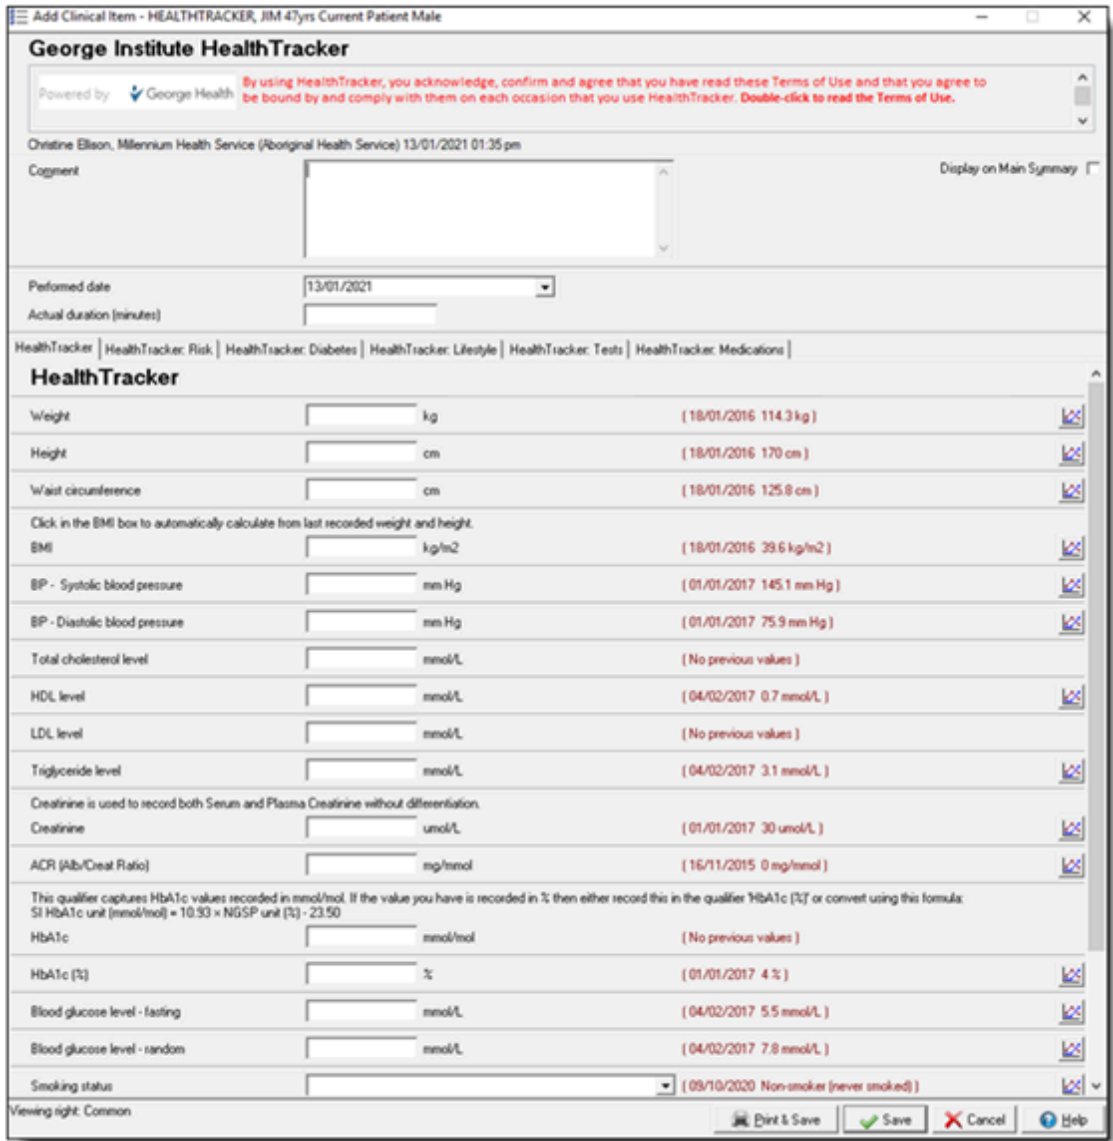 Add Clinical Item - HEALTHTRACKER, JIM 47yrs Current Patient Male
George Institute HealthTracker
Powered by George Health
By using HealthTracker, you acknowledge, confirm and agree that you have read these Terms of Use and that you agree to
be bound by and comply with them on each occasion that you use HealthTracker. Double-click to read the Terms of Use.
Christine Ellison, Millennium Health Service (Aboriginal Health Service) 13/01/2021 01:35 pm
Comment Display on Main Summary
Performed date 13/01/2021
Actual duration (minutes)
HealthTracker HealthTracker: Risk HealthTracker: Diabetes HealthTracker: Lifestyle HealthTracker: Tests HealthTracker: Medications
HealthTracker
Weight kg ( 18/01/2016 114.3 kg )
Height cm ( 18/01/2016 170 cm )
Waist circumference cm ( 18/01/2016 125.8 cm )
Click in the BMI box to automatically calculate from last recorded weight and height.
BMI kg/m2 ( 18/01/2016 39.6 kg/m2 )
BP - Systolic blood pressure mm Hg ( 01/01/2017 145.1 mm Hg )
BP - Diastolic blood pressure mm Hg ( 01/01/2017 75.9 mm Hg )
Total cholesterol level mmol/L ( No previous values )
HDL level mmol/L ( 04/02/2017 0.7 mmol/L )
LDL level mmol/L ( No previous values )
Triglyceride level mmol/L ( 04/02/2017 3.1 mmol/L )
Creatinine is used to record both Serum and Plasma Creatinine without differentiation.
Creatinine umol/L ( 01/01/2017 30 umol/L )
ACR (Alb/Creat Ratio) mg/mmol ( 16/11/2015 0 mg/mmol )
This qualifier captures HbA1c values recorded in mmol/mol. If the value you have is recorded in % then either record this in the qualifier 'HbA1c (%)' or convert using this formula:
SI HbA1c unit (mmol/mol) = 10.93 × NGSP unit (%) - 23.50
HbA1c mmol/mol ( No previous values )
HbA1c (%) % ( 01/01/2017 4 % )
Blood glucose level - fasting mmol/L ( 04/02/2017 5.5 mmol/L )
Blood glucose level - random mmol/L ( 04/02/2017 7.8 mmol/L )
Smoking status ( 09/10/2020 Non-smoker (never smoked) )
Viewing right: Common
Print & Save Save Cancel Help